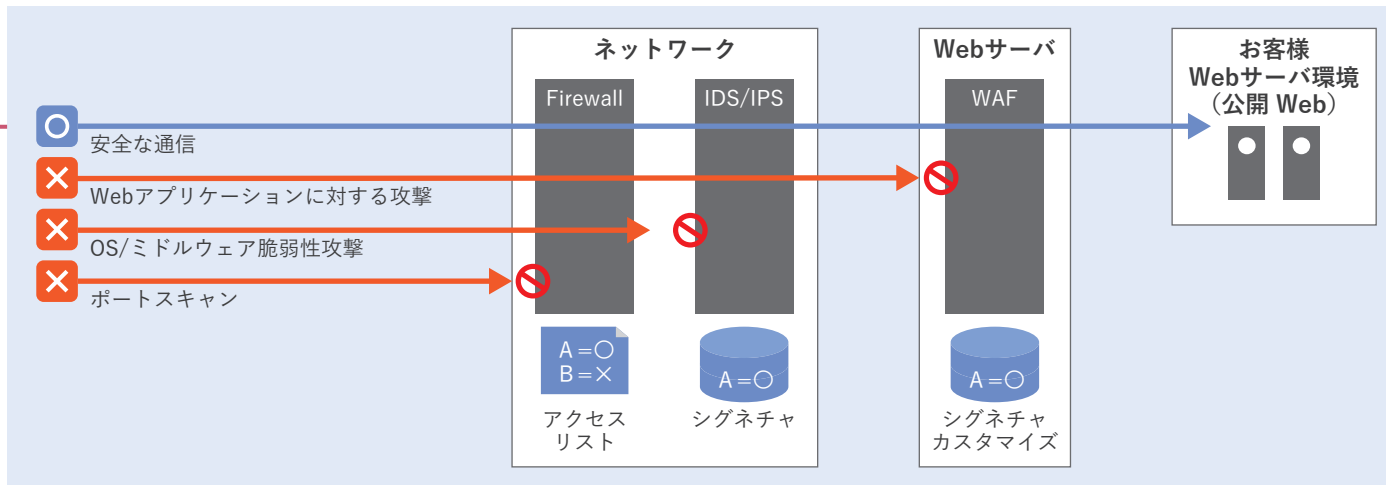 ネットワーク
Firewall
IDS/IPS
Webサーバ
WAF
お客様
Webサーバ環境
（公開 Web）
安全な通信
Webアプリケーションに対する攻撃
OS/ミドルウェア脆弱性攻撃
ポートスキャン
A＝○
B＝×
アクセス
リスト
A＝○
シグネチャ
A＝○
シグネチャ
カスタマイズ